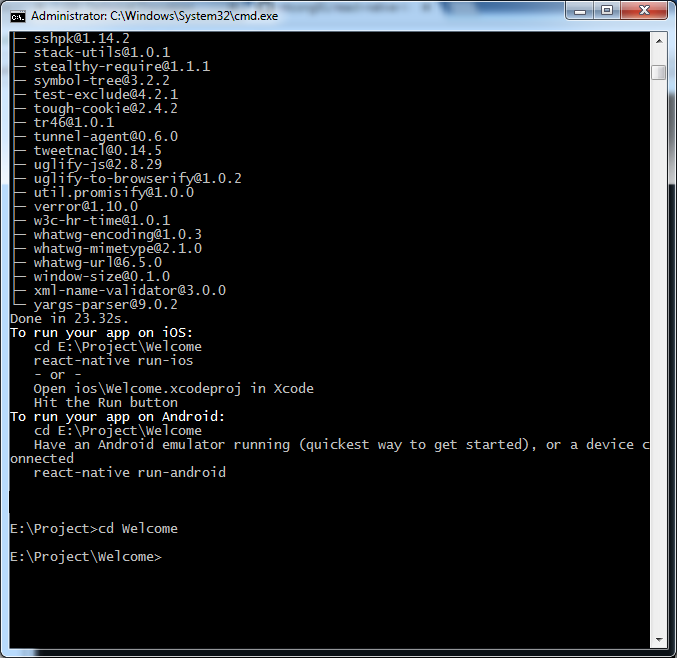 Administrator: C:\Windows\System32\cmd.exe
├─ sshpk@1.14.2
├─ stack-utils@1.0.1
├─ stealthy-require@1.1.1
├─ symbol-tree@3.2.2
├─ test-exclude@4.2.1
├─ tough-cookie@2.4.2
├─ tr46@1.0.1
├─ tunnel-agent@0.6.0
├─ tweetnacl@0.14.5
├─ uglify-js@2.8.29
├─ uglify-to-browserify@1.0.2
├─ util.promisify@1.0.0
├─ verror@1.10.0
├─ w3c-hr-time@1.0.1
├─ whatwg-encoding@1.0.3
├─ whatwg-mimetype@2.1.0
├─ whatwg-url@6.5.0
├─ window-size@0.1.0
├─ xml-name-validator@3.0.0
└─ yargs-parser@9.0.2
Done in 23.32s.
To run your app on iOS:
   cd E:\Project\Welcome
   react-native run-ios
   - or -
   Open ios\Welcome.xcodeproj in Xcode
   Hit the Run button
To run your app on Android:
   cd E:\Project\Welcome
   Have an Android emulator running (quickest way to get started), or a device c
onnected
   react-native run-android
E:\Project>cd Welcome
E:\Project\Welcome>